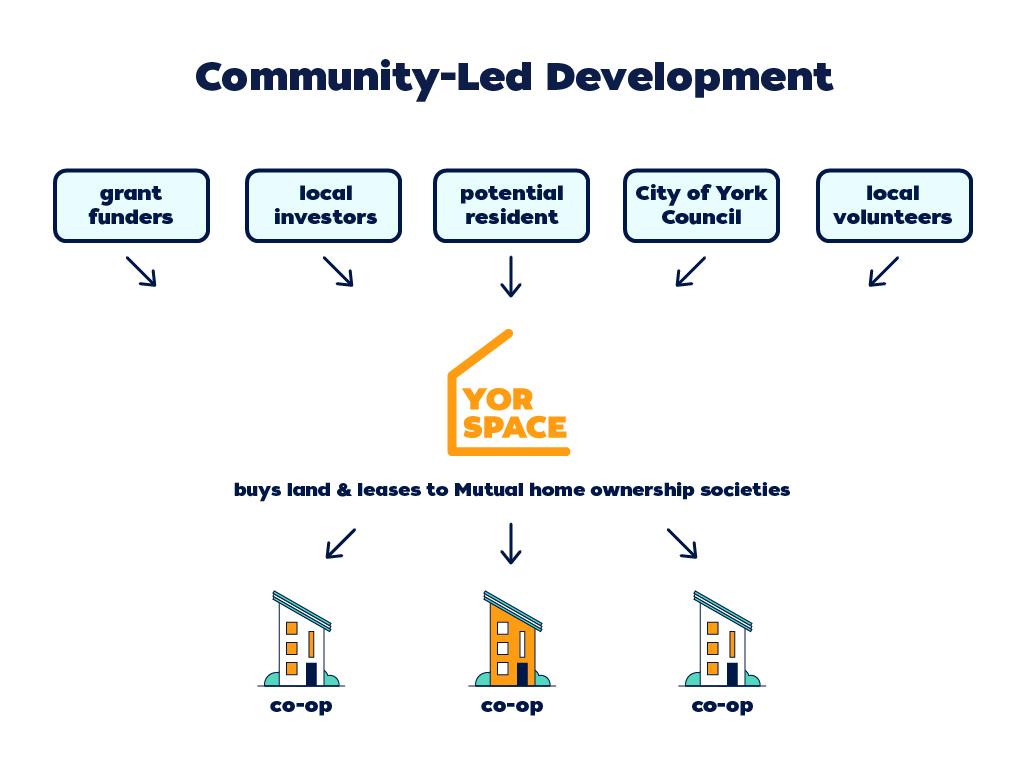 Community-Led Development
grant
funders
local
investors
potential
resident
City of York
Council
local
volunteers
YOR
SPACE
buys land & leases to Mutual home ownership societies
co-op
co-op
co-op